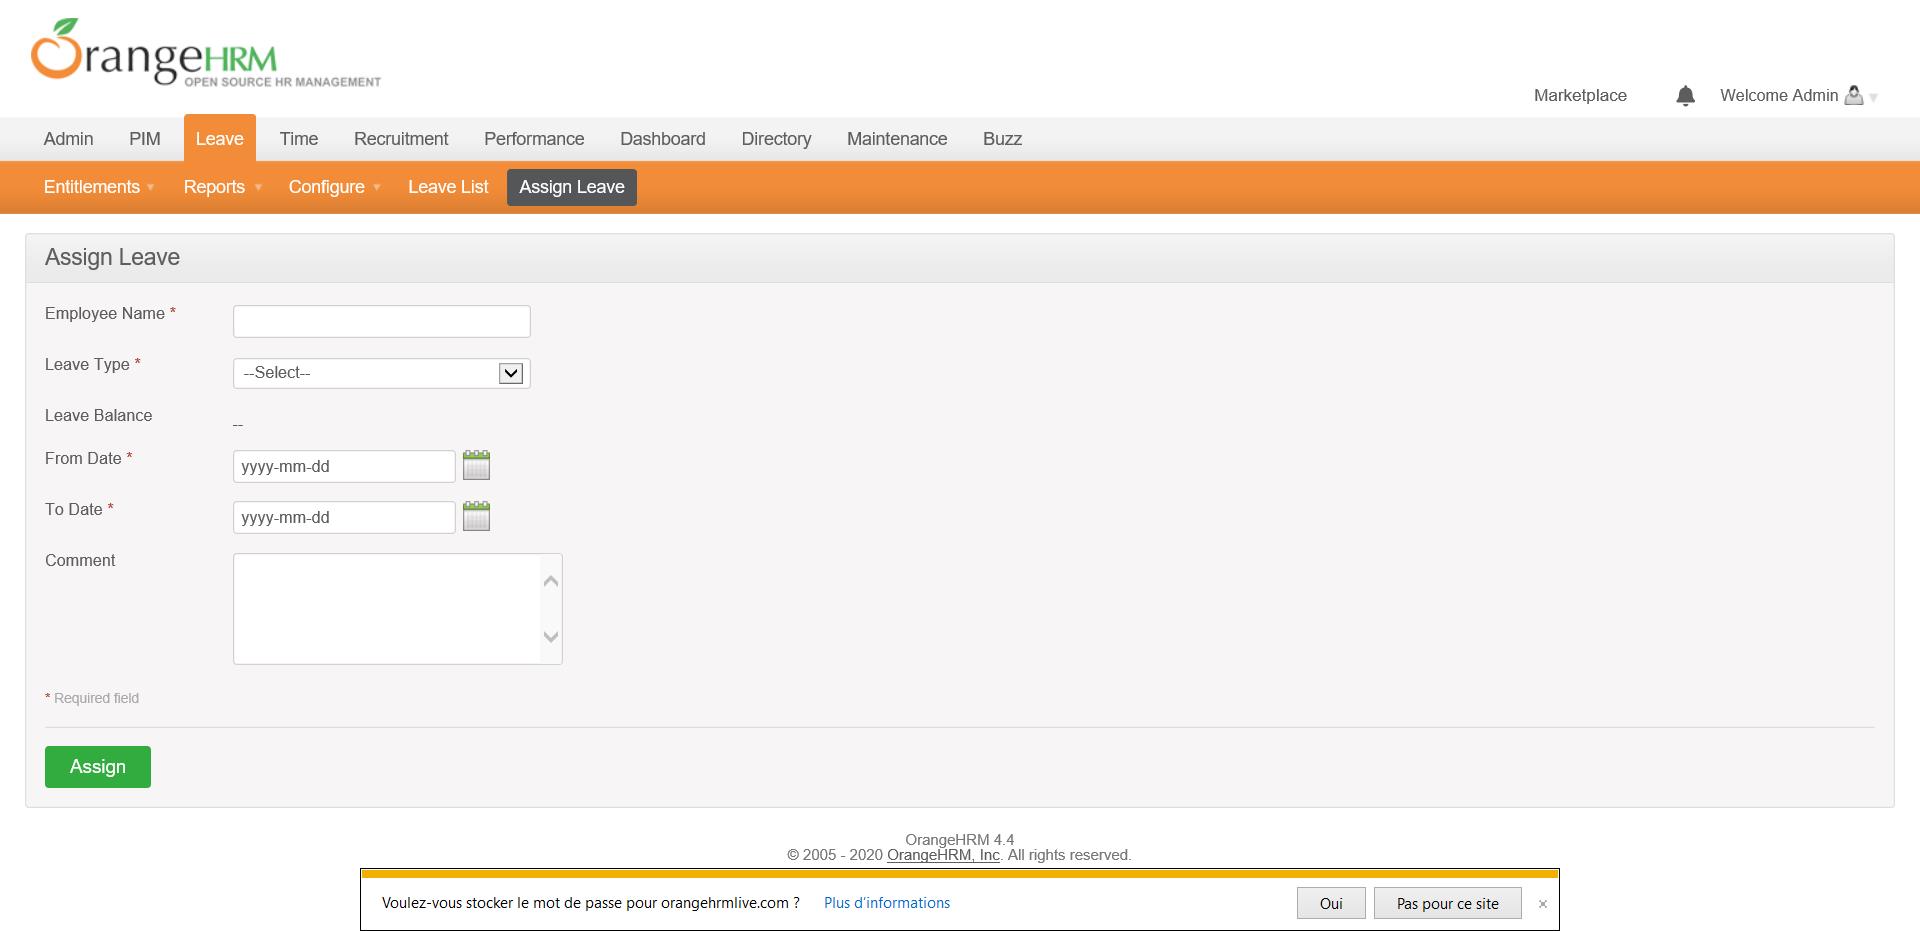 OrangeHRM
OPEN SOURCE HR MANAGEMENT
Marketplace
Welcome Admin
Admin PIM Leave Time Recruitment Performance Dashboard Directory Maintenance Buzz
Entitlements Reports Configure Leave List Assign Leave
Assign Leave
Employee Name *
Leave Type *
--Select--
Leave Balance
--
From Date *
yyyy-mm-dd
To Date *
yyyy-mm-dd
Comment
* Required field
Assign
OrangeHRM 4.4
© 2005 - 2020 OrangeHRM, Inc. All rights reserved.
Voulez-vous stocker le mot de passe pour orangehrmlive.com ? Plus d’informations Oui Pas pour ce site ×